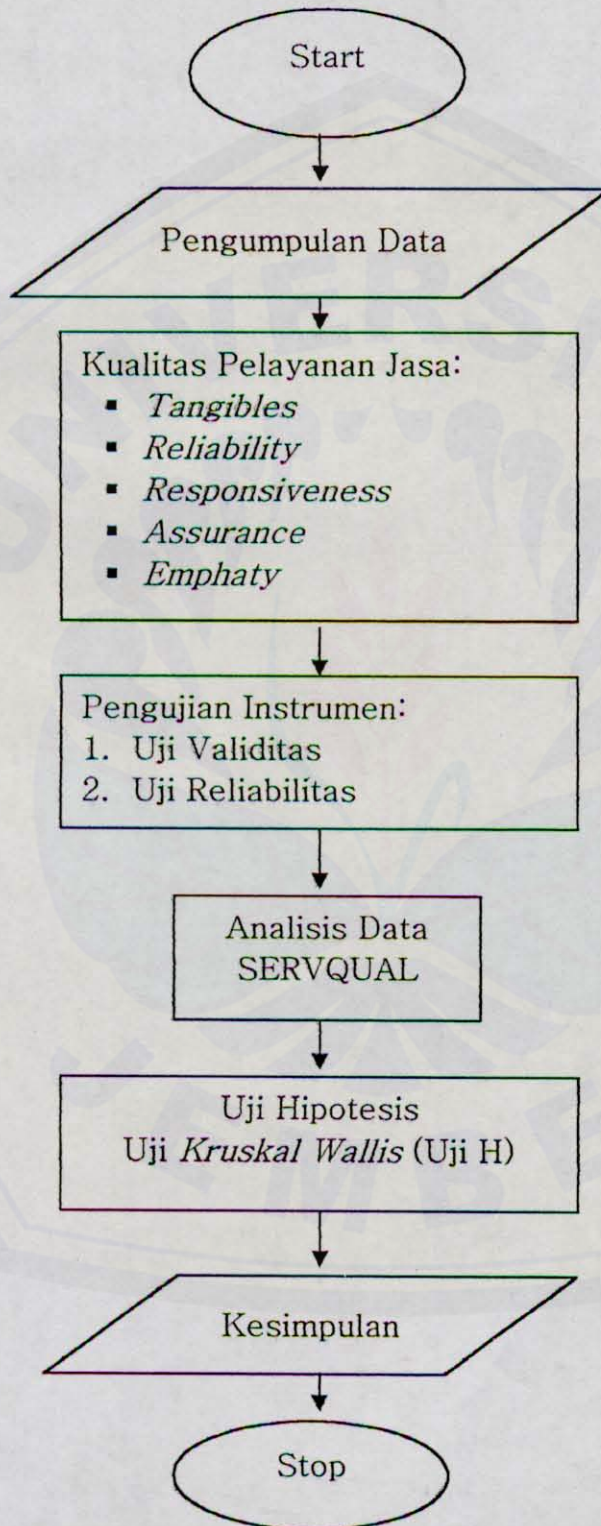 Start
Pengumpulan Data
Kualitas Pelayanan Jasa:
▪ Tangibles
▪ Reliability
▪ Responsiveness
▪ Assurance
▪ Emphaty
Pengujian Instrumen:
1. Uji Validitas
2. Uji Reliabilitas
Analisis Data
SERVQUAL
Uji Hipotesis
Uji Kruskal Wallis (Uji H)
Kesimpulan
Stop